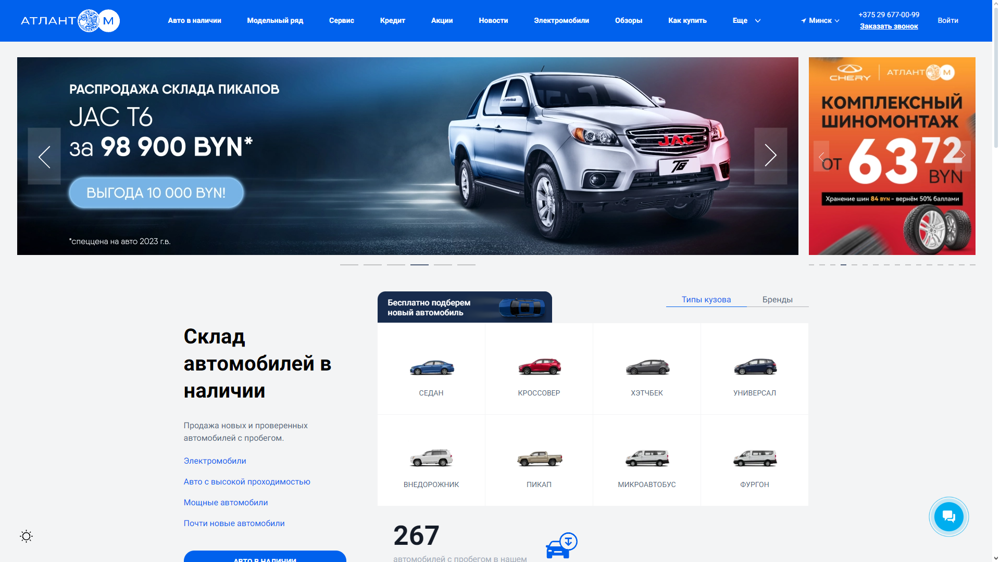 АТЛАНТ М
Авто в наличии
Модельный ряд
Сервис
Кредит
Акции
Новости
Электромобили
Обзоры
Как купить
Еще
Минск
+375 29 677-00-99
Заказать звонок
Войти
РАСПРОДАЖА СКЛАДА ПИКАПОВ
JAC T6
за 98 900 BYN*
ВЫГОДА 10 000 BYN!
*спеццена на авто 2023 г.в.
JAC
T6
CHERY
АТЛАНТ М
КОМПЛЕКСНЫЙ
ШИНОМОНТАЖ
ОТ 63 72
BYN
Хранение шин 84 BYN - вернём 50% баллами
Бесплатно подберем
новый автомобиль
Типы кузова
Бренды
Склад
автомобилей в
наличии
Продажа новых и проверенных
автомобилей с пробегом.
Электромобили
Авто с высокой проходимостью
Мощные автомобили
Почти новые автомобили
АВТО В НАЛИЧИИ
СЕДАН
КРОССОВЕР
ХЭТЧБЕК
УНИВЕРСАЛ
ВНЕДОРОЖНИК
ПИКАП
МИКРОАВТОБУС
ФУРГОН
267
автомобилей с пробегом в нашем